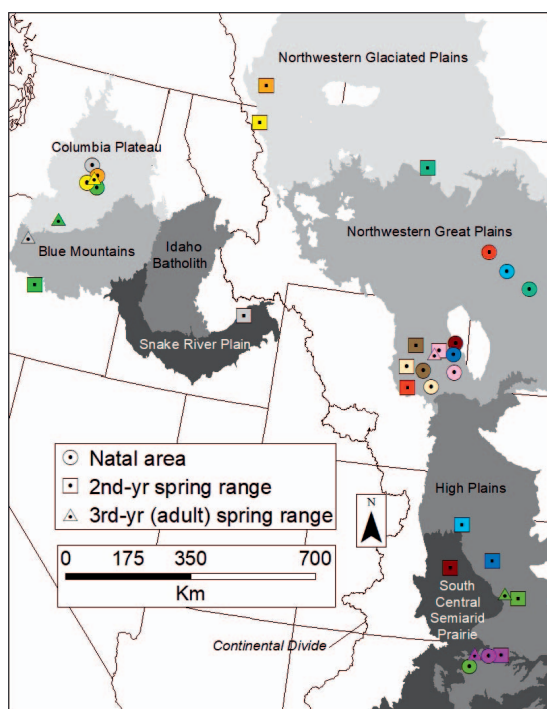 Northwestern Glaciated Plains
Columbia Plateau
Northwestern Great Plains
Blue Mountains
Idaho
Batholith
Snake River Plain
Natal area
2nd-yr spring range
3rd-yr (adult) spring range
0 175 350 700
Km
N
High Plains
South
Central
Semiarid
Prairie
Continental Divide